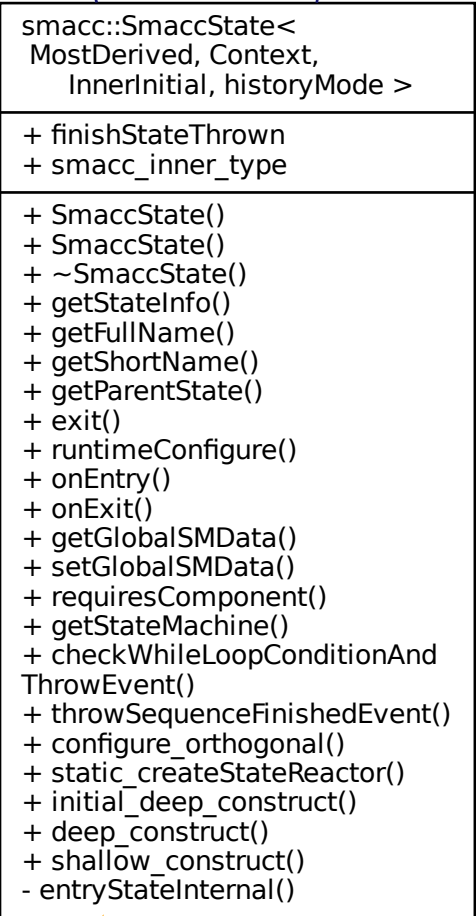 smacc::SmaccState<
MostDerived, Context,
InnerInitial, historyMode >
+ finishStateThrown
+ smacc_inner_type
+ SmaccState()
+ SmaccState()
+ ~SmaccState()
+ getStateInfo()
+ getFullName()
+ getShortName()
+ getParentState()
+ exit()
+ runtimeConfigure()
+ onEntry()
+ onExit()
+ getGlobalSMData()
+ setGlobalSMData()
+ requiresComponent()
+ getStateMachine()
+ checkWhileLoopConditionAnd
ThrowEvent()
+ throwSequenceFinishedEvent()
+ configure_orthogonal()
+ static_createStateReactor()
+ initial_deep_construct()
+ deep_construct()
+ shallow_construct()
- entryStateInternal()